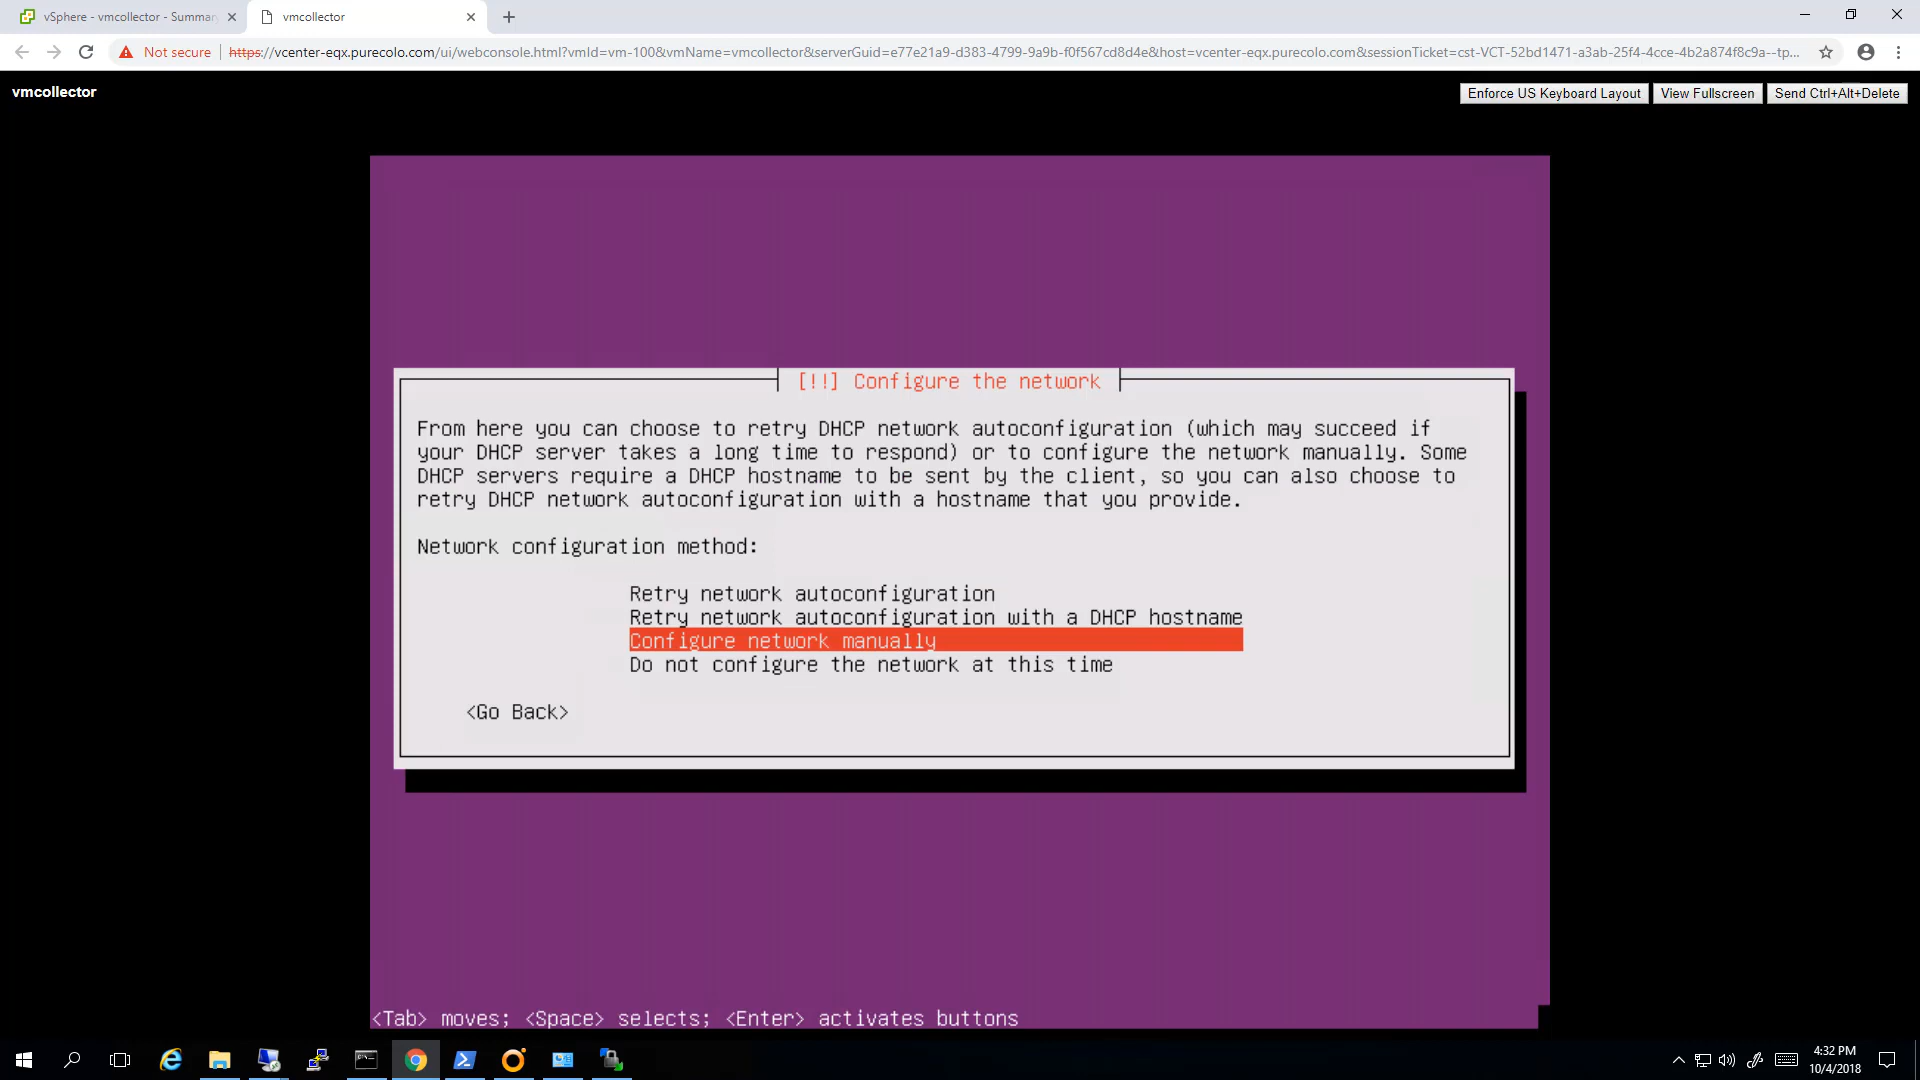 vSphere - vmcollector - Summar
vmcollector
Not secure
https://vcenter-eqx.purecolo.com/ui/webconsole.html?vmId=vm-100&vmName=vmcollector&serverGuid=e77e21a9-d383-4799-9a9b-f0f567cd8d4e&host=vcenter-eqx.purecolo.com&sessionTicket=cst-VCT-52bd1471-a3ab-25f4-4cce-4b2a874f8c9a--tp...
vmcollector
Enforce US Keyboard Layout
View Fullscreen
Send Ctrl+Alt+Delete
[!!] Configure the network
From here you can choose to retry DHCP network autoconfiguration (which may succeed if
your DHCP server takes a long time to respond) or to configure the network manually. Some
DHCP servers require a DHCP hostname to be sent by the client, so you can also choose to
retry DHCP network autoconfiguration with a hostname that you provide.
Network configuration method:
Retry network autoconfiguration
Retry network autoconfiguration with a DHCP hostname
Configure network manually
Do not configure the network at this time
<Go Back>
<Tab> moves; <Space> selects; <Enter> activates buttons
4:32 PM
10/4/2018